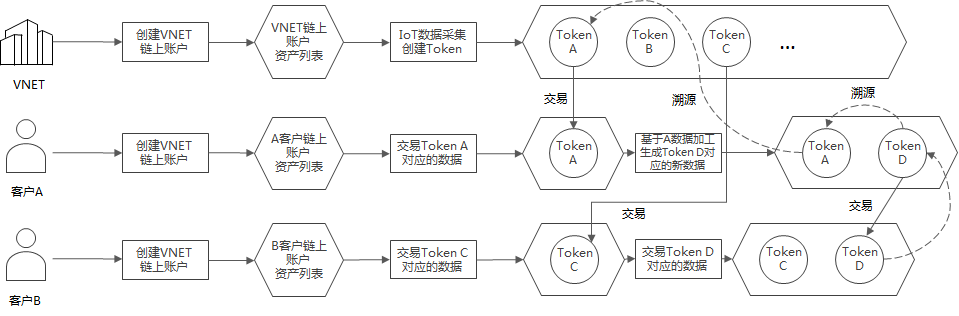 VNET
创建VNET
链上账户
VNET链上
账户
资产列表
IoT数据采集
创建Token
Token
A
Token
B
Token
C
...
交易
溯源
溯源
客户A
创建VNET
链上账户
A客户链上
账户
资产列表
交易Token A
对应的数据
Token
A
基于A数据加工
生成Token D对
应的新数据
Token
A
Token
D
交易
交易
客户B
创建VNET
链上账户
B客户链上
账户
资产列表
交易Token C
对应的数据
Token
C
交易Token D
对应的数据
Token
C
Token
D